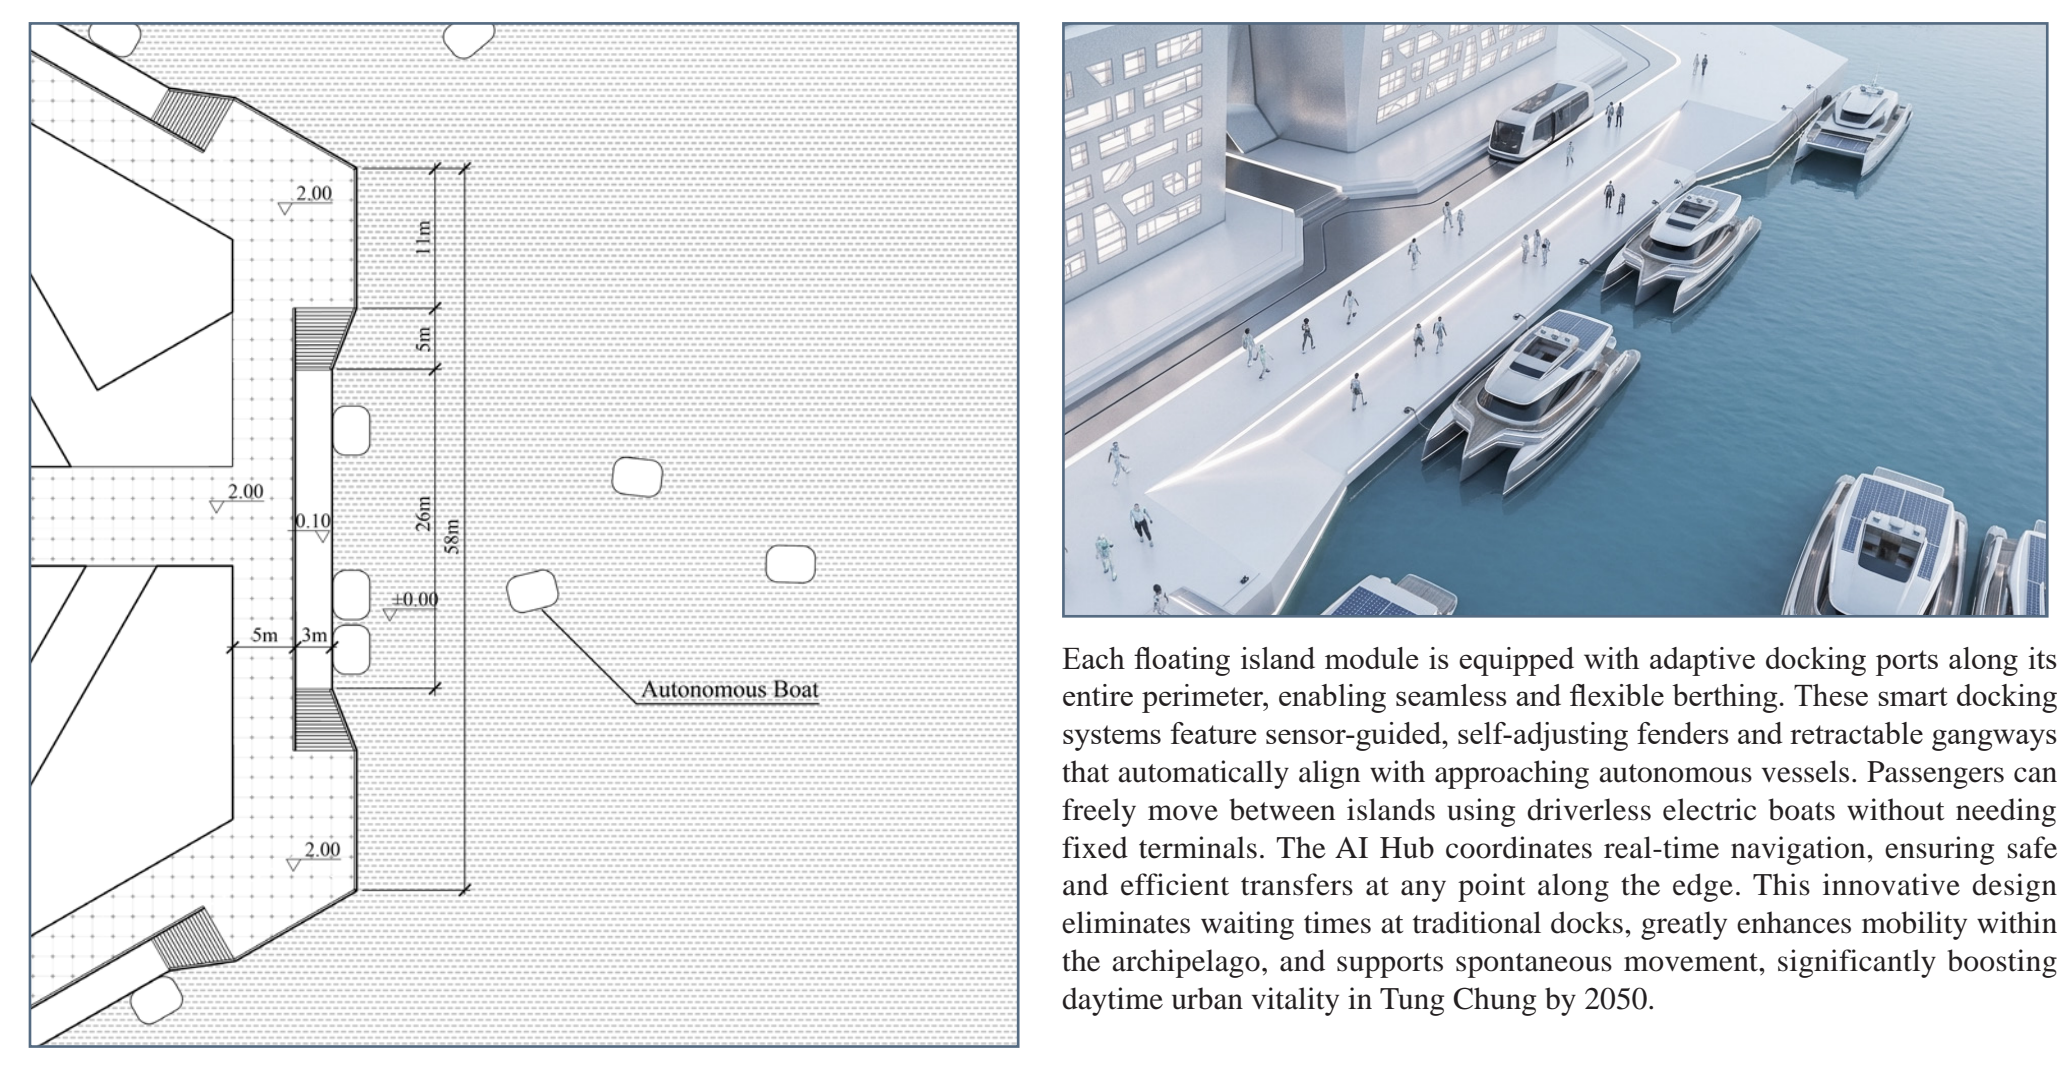 2.00
11m
5m
2.00
0.10
26m
58m
±0.00
5m
3m
Autonomous Boat
2.00
Each floating island module is equipped with adaptive docking ports along its
entire perimeter, enabling seamless and flexible berthing. These smart docking
systems feature sensor-guided, self-adjusting fenders and retractable gangways
that automatically align with approaching autonomous vessels. Passengers can
freely move between islands using driverless electric boats without needing
fixed terminals. The AI Hub coordinates real-time navigation, ensuring safe
and efficient transfers at any point along the edge. This innovative design
eliminates waiting times at traditional docks, greatly enhances mobility within
the archipelago, and supports spontaneous movement, significantly boosting
daytime urban vitality in Tung Chung by 2050.